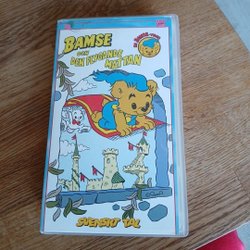 BAMSE
OCH
DEN FLYGANDE
MATTAN
SVENSKT TAL